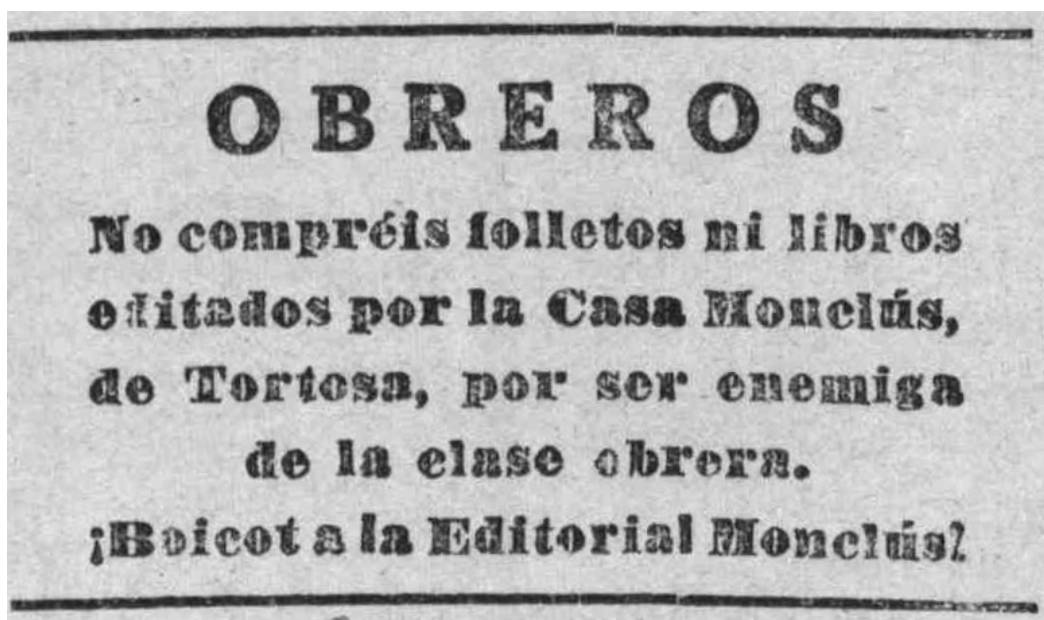 OBREROS
No compréis folletos ni libros
editados por la Casa Monclús,
de Tortosa, por ser enemiga
de la clase obrera.
¡Boicot a la Editorial Monclús!